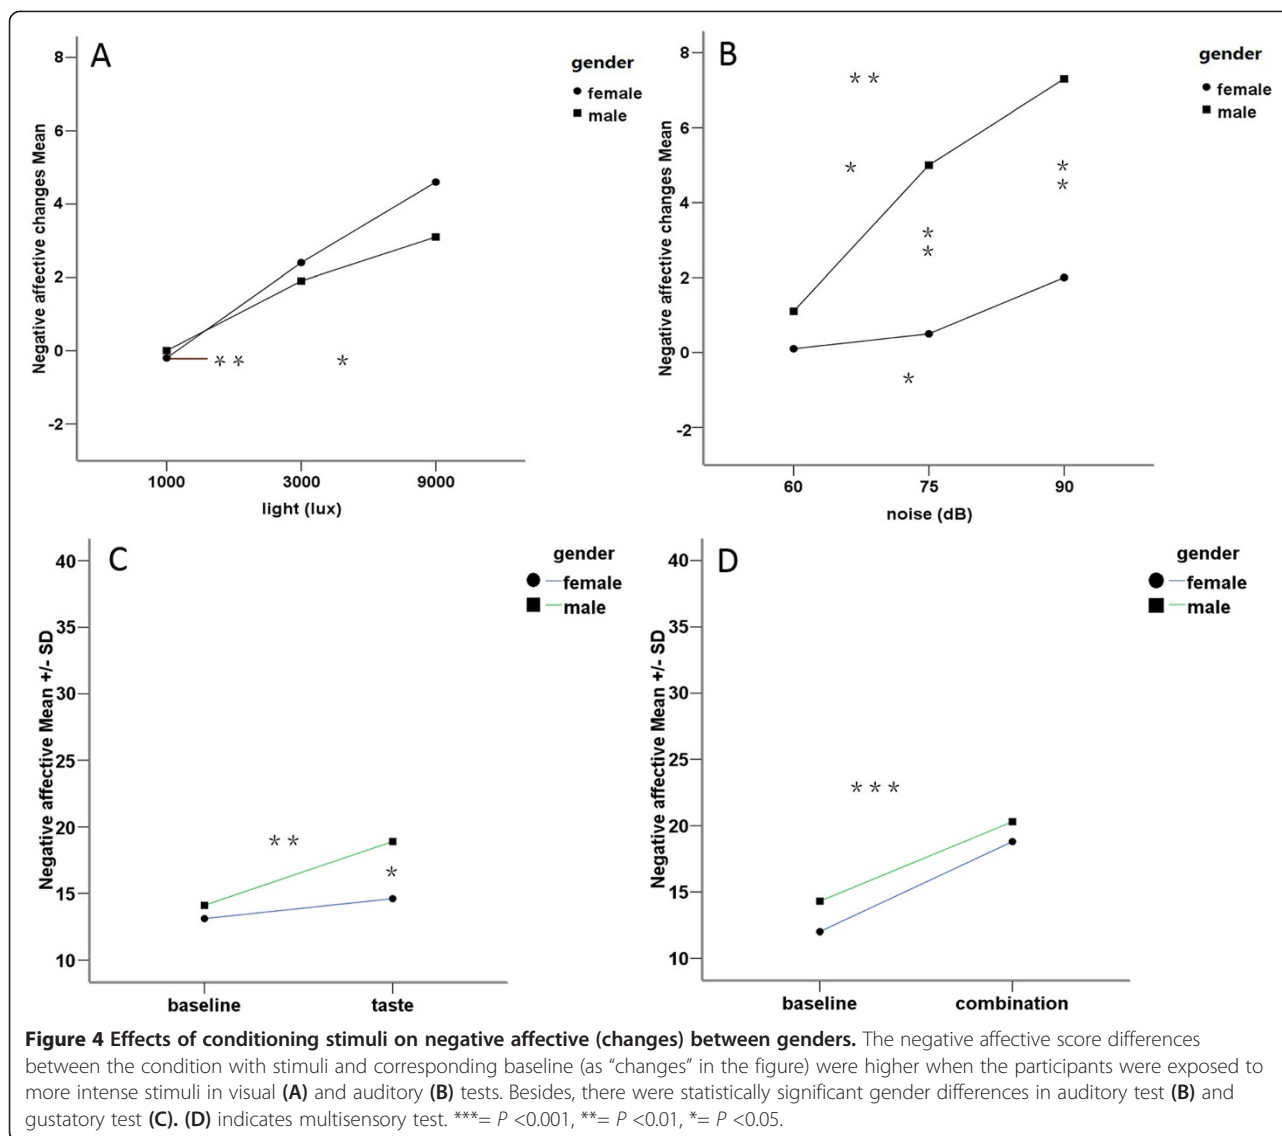 A
gender
female
male
8
6
4
2
0
-2
Negative affective changes Mean
* *
*
1000 3000 9000
light (lux)
B
gender
female
male
8
6
4
2
0
-2
Negative affective changes Mean
* *
*
*
*
*
*
*
60 75 90
noise (dB)
C
gender
female
male
40
35
30
25
20
15
10
Negative affective Mean +/- SD
* *
*
baseline taste
D
gender
female
male
40
35
30
25
20
15
10
Negative affective Mean +/- SD
* * *
baseline combination
Figure 4 Effects of conditioning stimuli on negative affective (changes) between genders. The negative affective score differences
between the condition with stimuli and corresponding baseline (as “changes” in the figure) were higher when the participants were exposed to
more intense stimuli in visual (A) and auditory (B) tests. Besides, there were statistically significant gender differences in auditory test (B) and
gustatory test (C). (D) indicates multisensory test. ***= P <0.001, **= P <0.01, *= P <0.05.